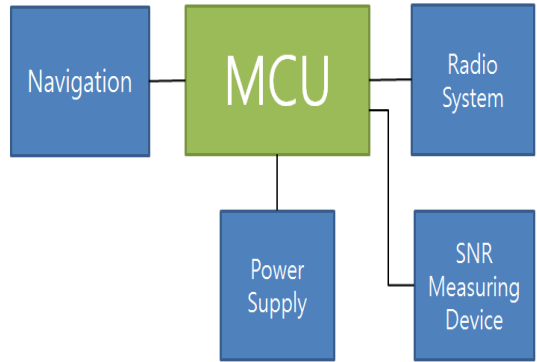 Navigation
MCU
Radio
System
Power
Supply
SNR
Measuring
Device